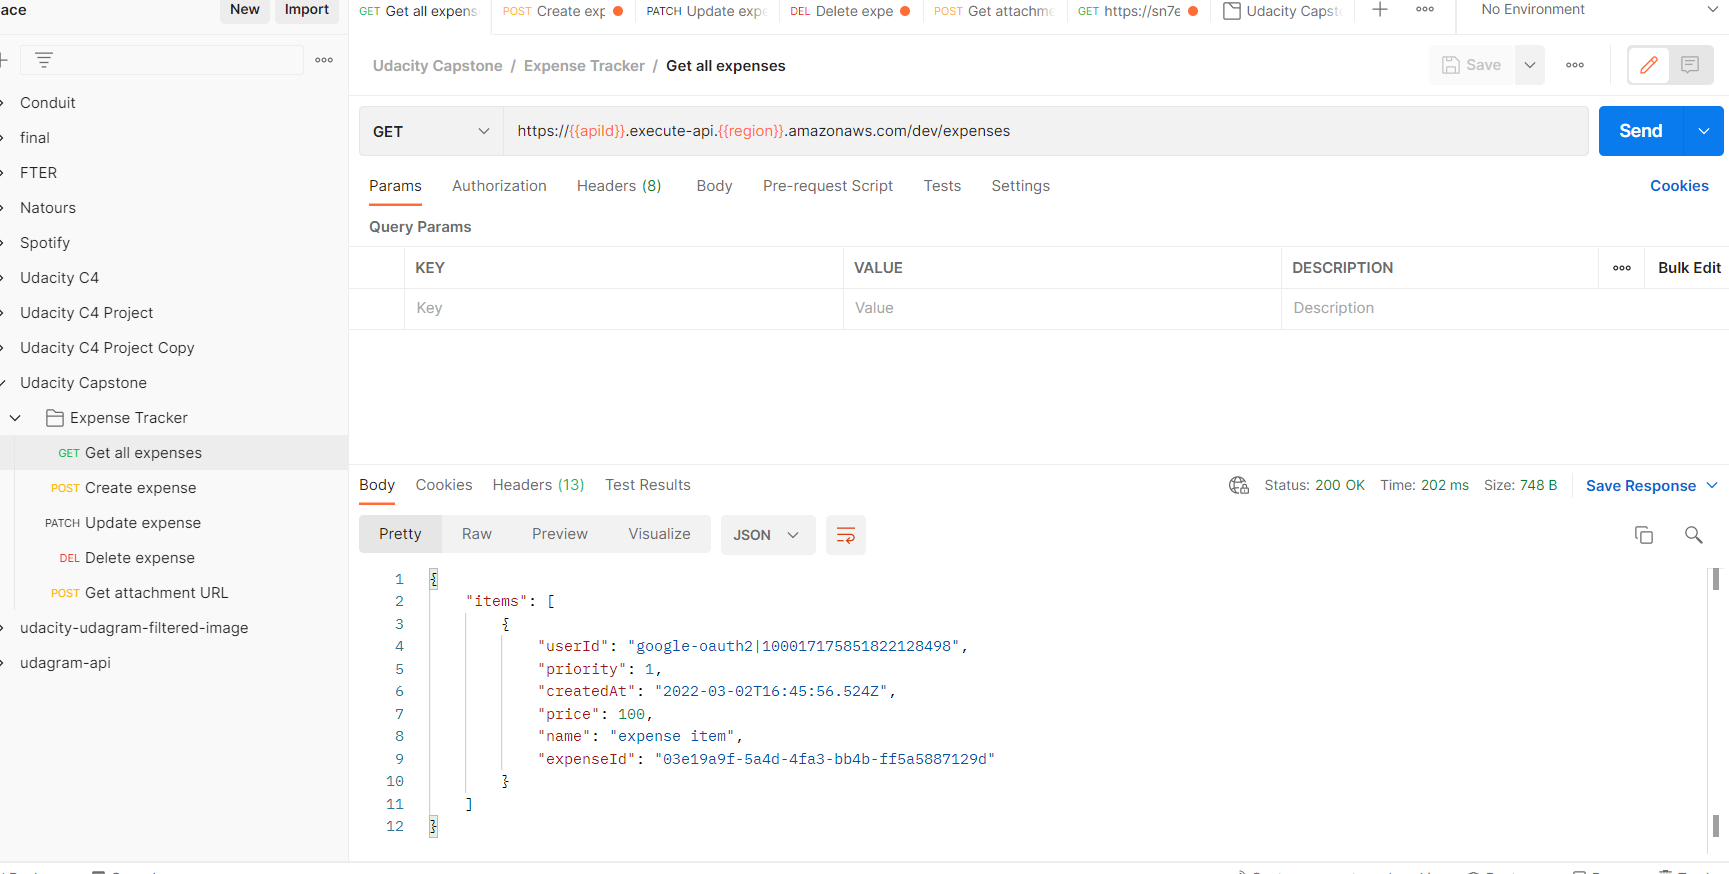 ace
New
Import
GET Get all expens
POST Create exp
PATCH Update expe
DEL Delete expe
POST Get attachme
GET https://sn7e
Udacity Capst
No Environment
Udacity Capstone / Expense Tracker / Get all expenses
Save
GET
https://{{apiId}}.execute-api.{{region}}.amazonaws.com/dev/expenses
Send
Params
Authorization
Headers (8)
Body
Pre-request Script
Tests
Settings
Cookies
Query Params
KEY
VALUE
DESCRIPTION
Bulk Edit
Key
Value
Description
Conduit
final
FTER
Natours
Spotify
Udacity C4
Udacity C4 Project
Udacity C4 Project Copy
Udacity Capstone
Expense Tracker
GET Get all expenses
POST Create expense
PATCH Update expense
DEL Delete expense
POST Get attachment URL
udacity-udagram-filtered-image
udagram-api
Body
Cookies
Headers (13)
Test Results
Status: 200 OK
Time: 202 ms
Size: 748 B
Save Response
Pretty
Raw
Preview
Visualize
JSON
1 {
2 "items": [
3 {
4 "userId": "google-oauth2|100017175851822128498",
5 "priority": 1,
6 "createdAt": "2022-03-02T16:45:56.524Z",
7 "price": 100,
8 "name": "expense item",
9 "expenseId": "03e19a9f-5a4d-4fa3-bb4b-ff5a5887129d"
10 }
11 ]
12 }